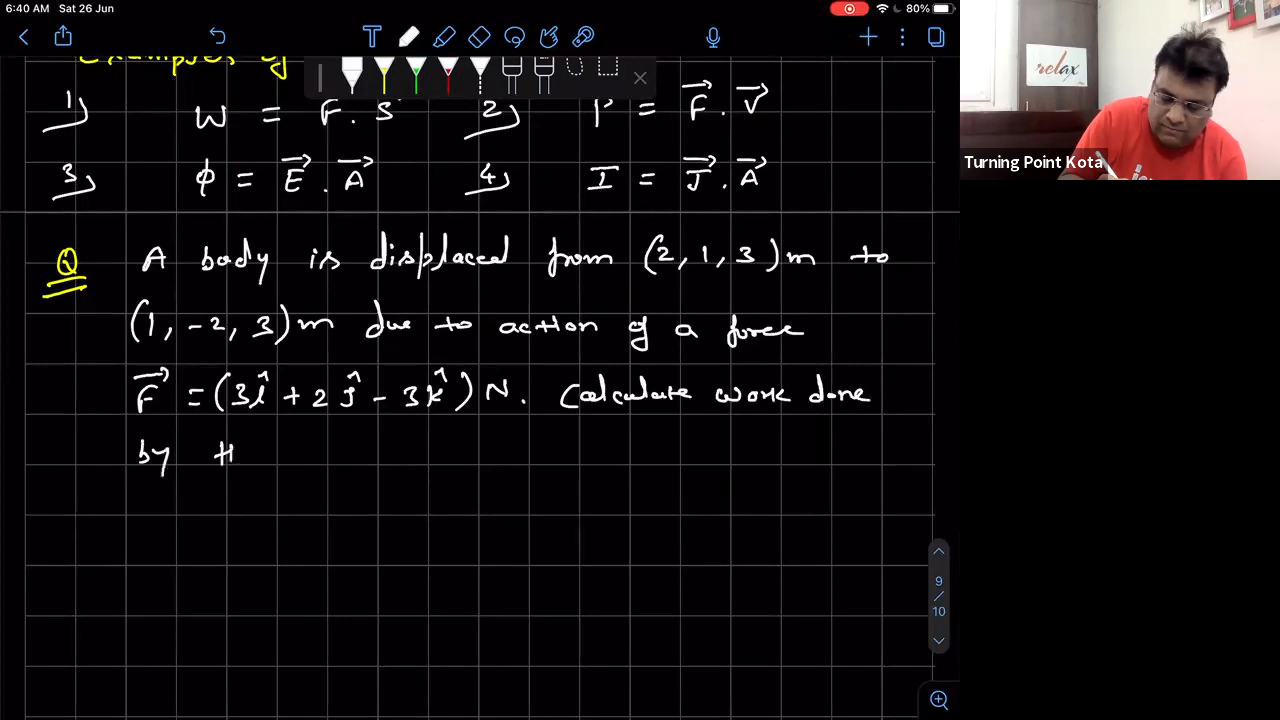 6:40 AM Sat 26 Jun 80%
relax
Examples of
1) W = F . S 2) P = F⃗ . V⃗
Turning Point Kota
3) ϕ = E⃗ . A⃗ 4) I = J⃗ . A⃗
Q A body is displaced from (2, 1, 3)m to
(1, -2, 3)m due to action of a force
F⃗ = (3î + 2ĵ - 3k̂) N. Calculate work done
by
9
/
10